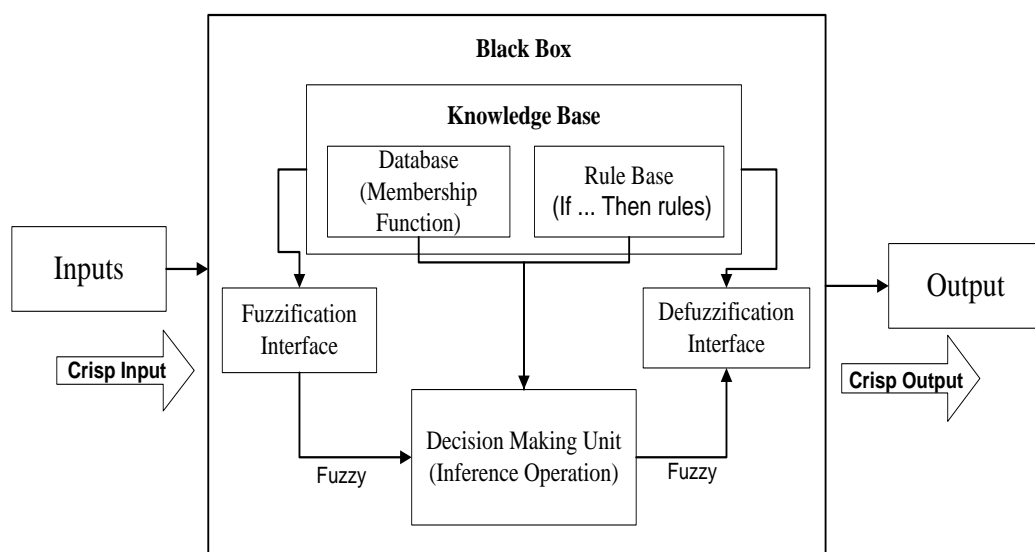 Black Box
Knowledge Base
Database
(Membership
Function)
Rule Base
(If ... Then rules)
Inputs
Crisp Input
Fuzzification
Interface
Defuzzification
Interface
Output
Crisp Output
Decision Making Unit
(Inference Operation)
Fuzzy
Fuzzy